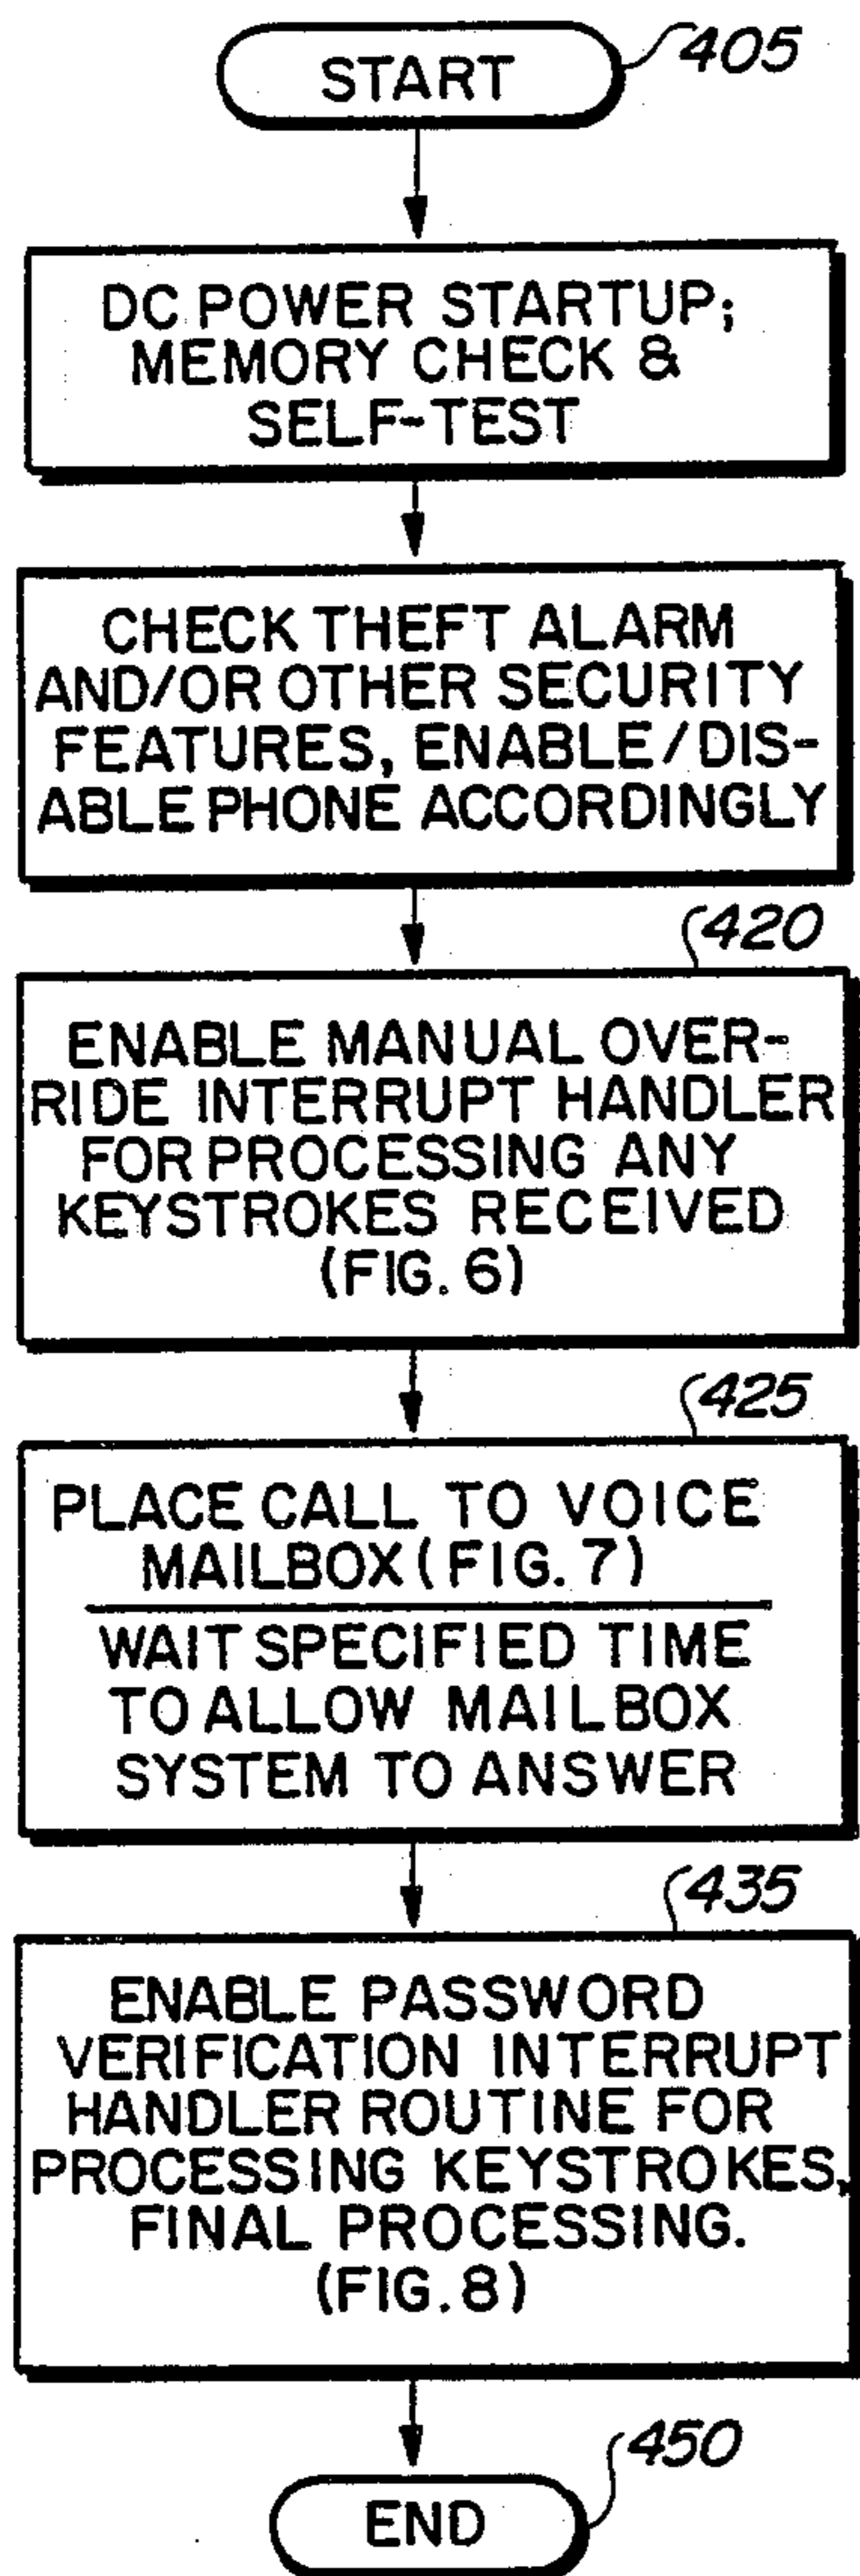 START
405
DC POWER STARTUP;
MEMORY CHECK &
SELF-TEST
CHECK THEFT ALARM
AND/OR OTHER SECURITY
FEATURES, ENABLE/DIS-
ABLE PHONE ACCORDINGLY
420
ENABLE MANUAL OVER-
RIDE INTERRUPT HANDLER
FOR PROCESSING ANY
KEYSTROKES RECEIVED
(FIG. 6)
425
PLACE CALL TO VOICE
MAILBOX (FIG. 7)
WAIT SPECIFIED TIME
TO ALLOW MAILBOX
SYSTEM TO ANSWER
435
ENABLE PASSWORD
VERIFICATION INTERRUPT
HANDLER ROUTINE FOR
PROCESSING KEYSTROKES,
FINAL PROCESSING.
(FIG. 8)
450
END